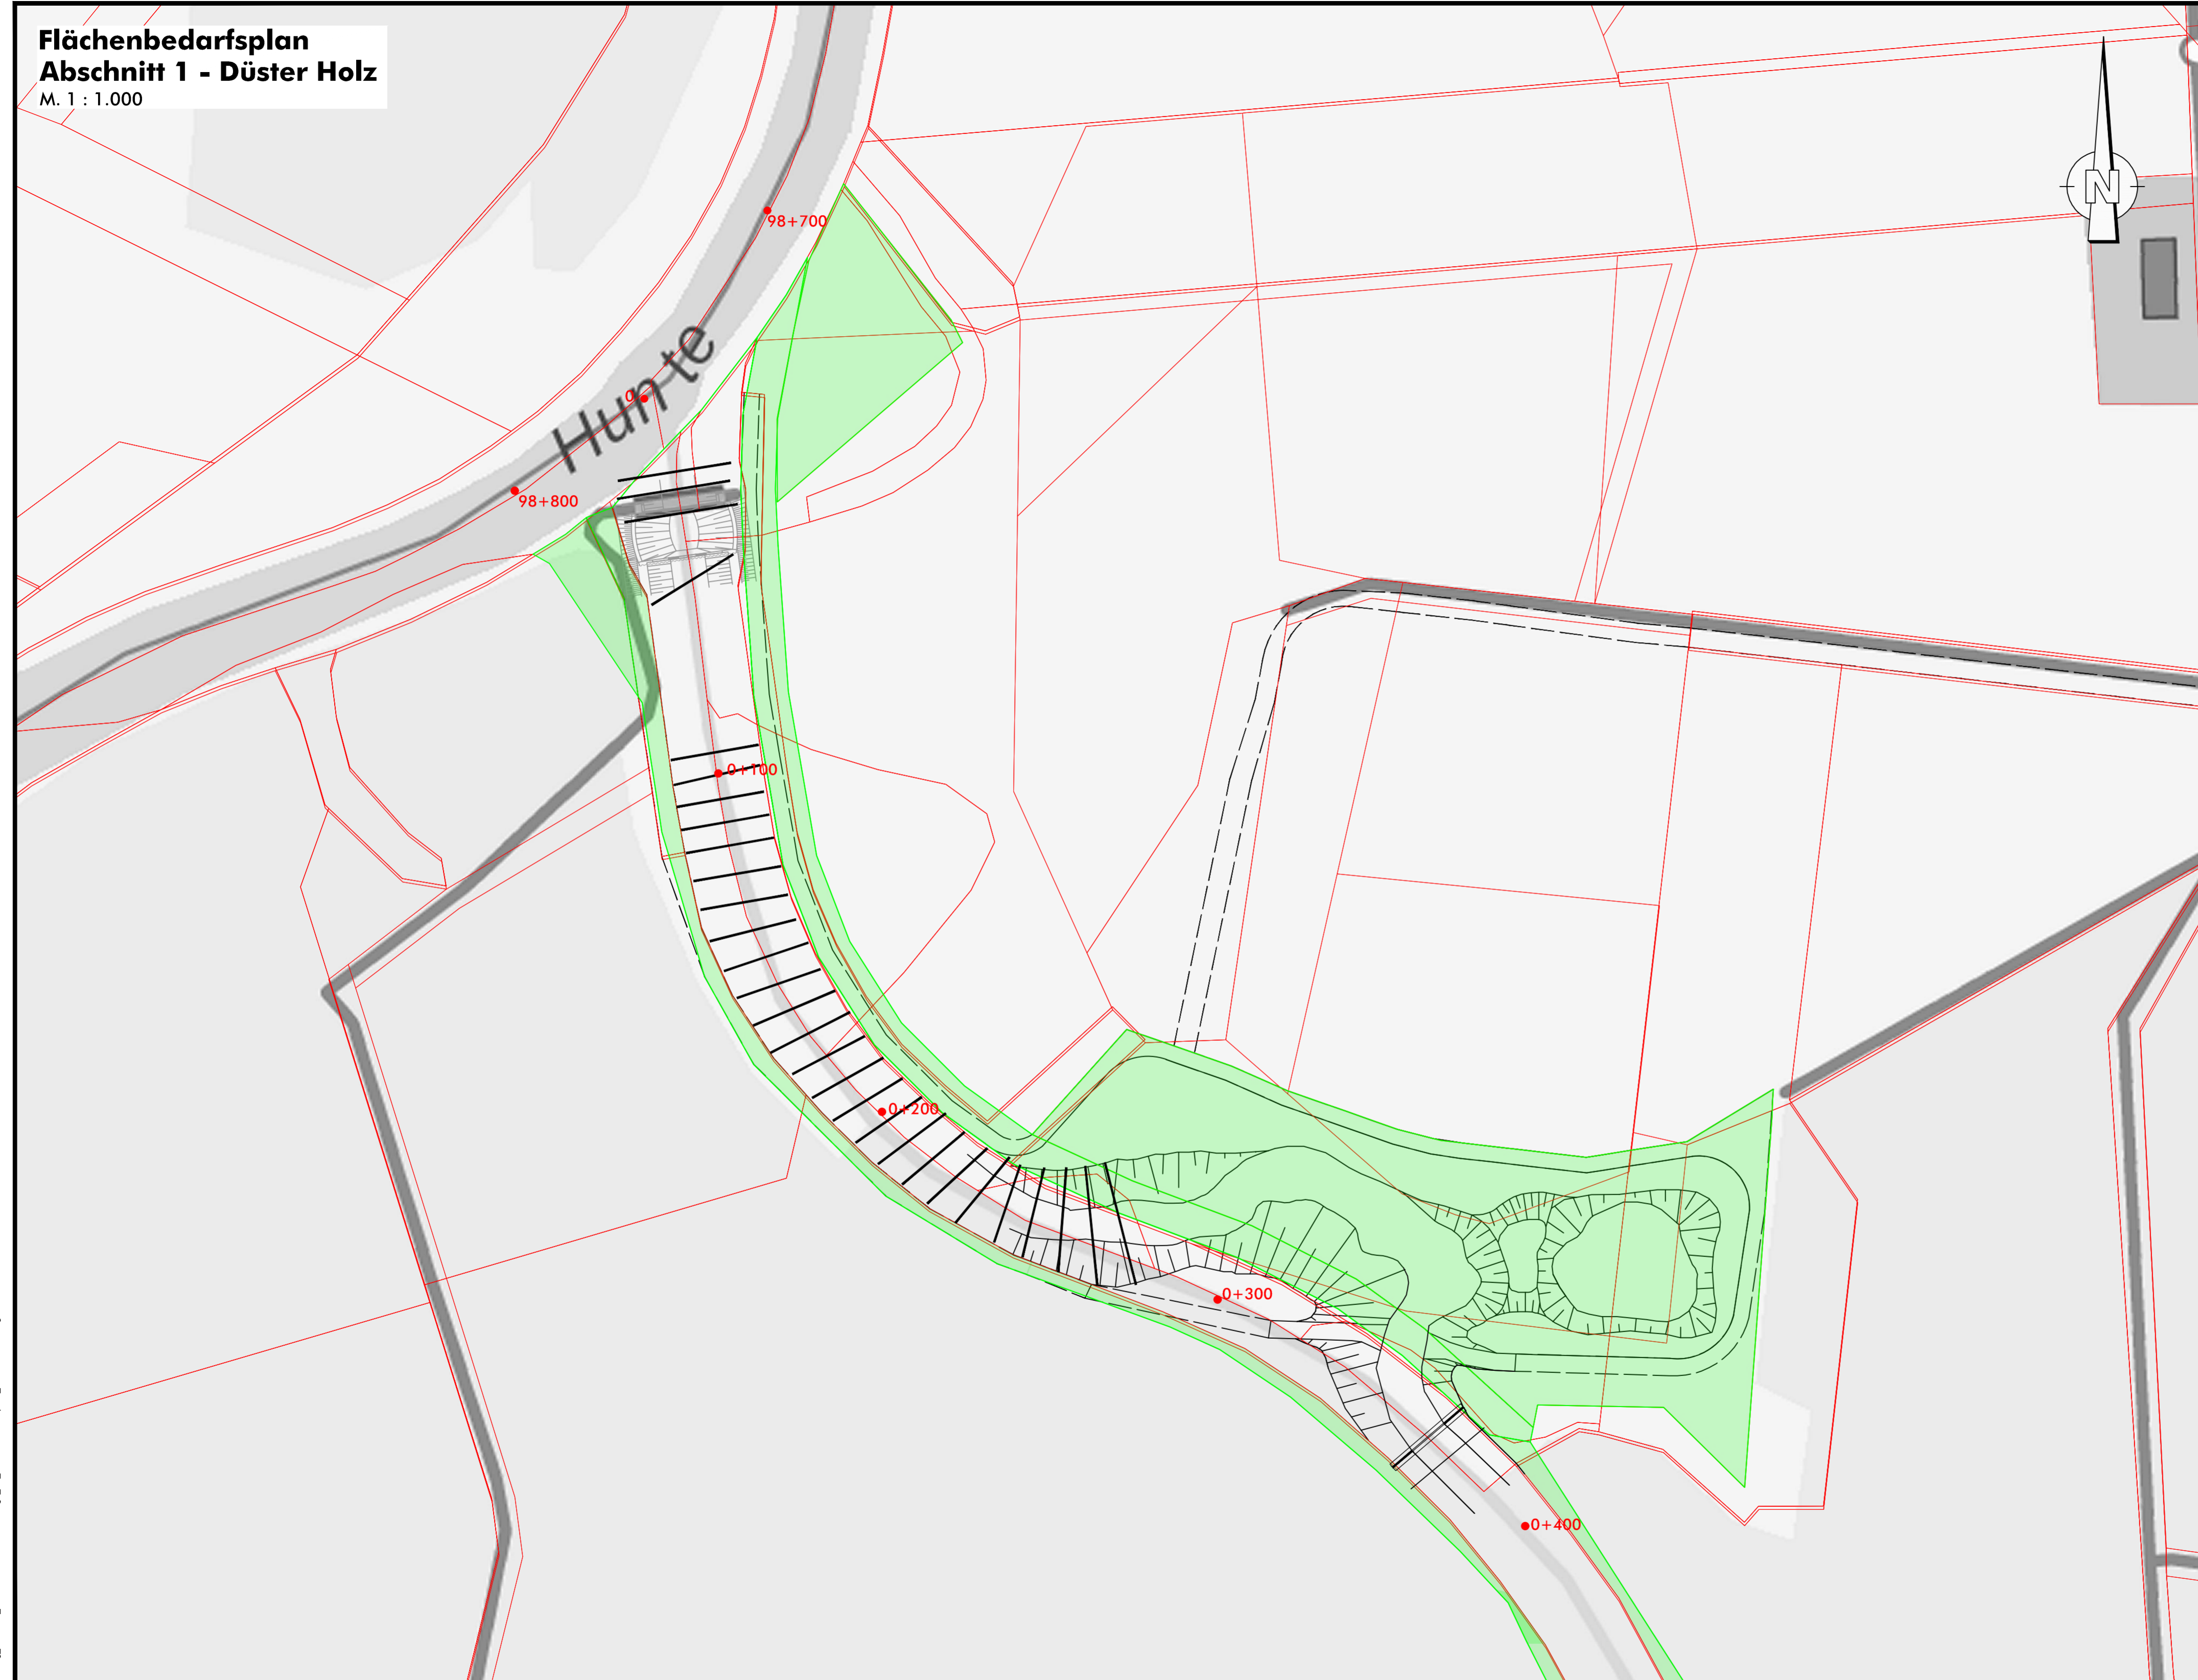 Flächenbedarfsplan
Abschnitt 1 - Düster Holz
M. 1 : 1.000
N
98+700
Hunte
0
98+800
0+100
0+200
0+300
0+400